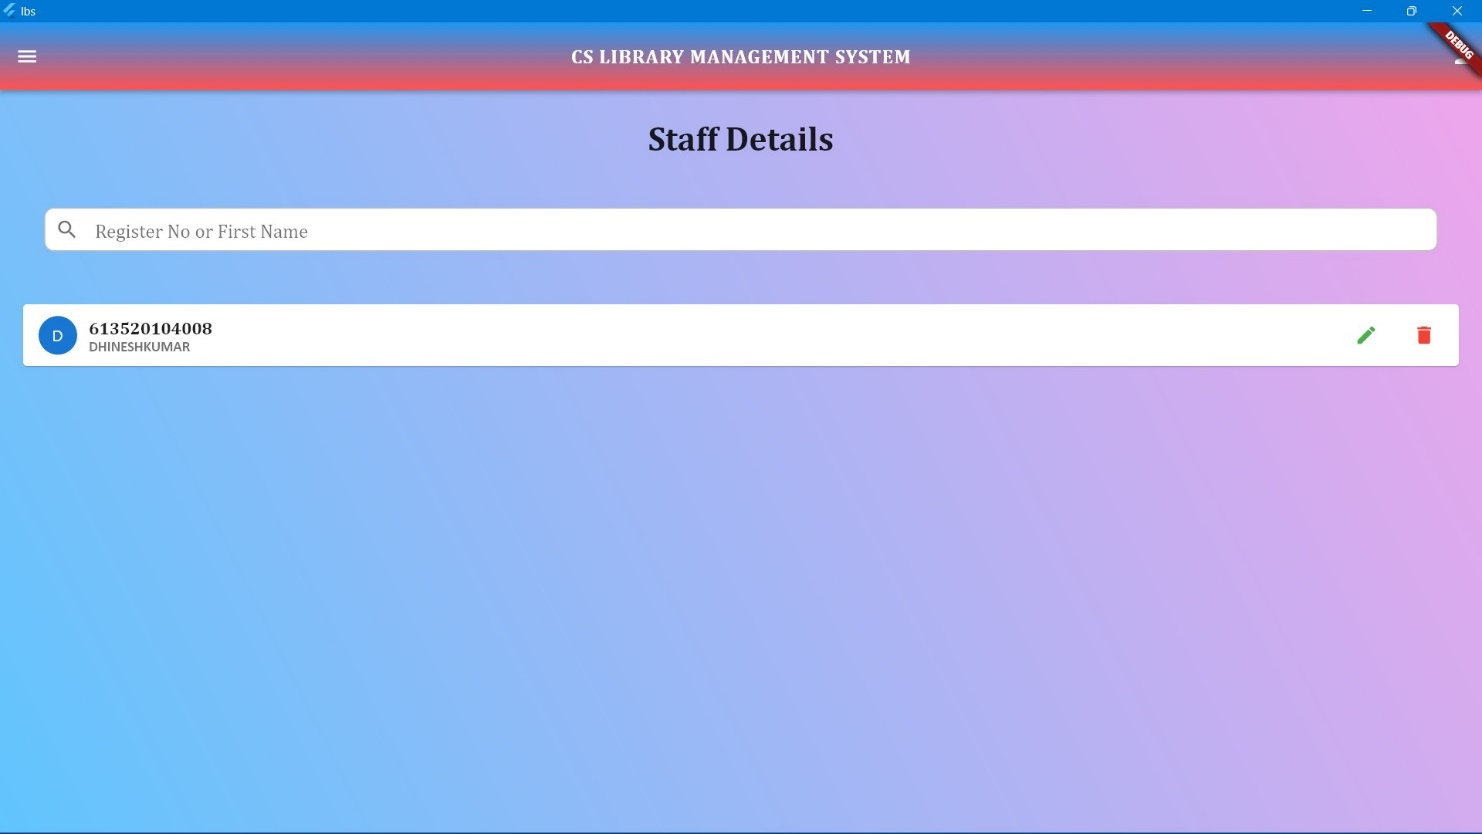 lbs
CS LIBRARY MANAGEMENT SYSTEM
DEBUG
Staff Details
Register No or First Name
D
613520104008
DHINESHKUMAR